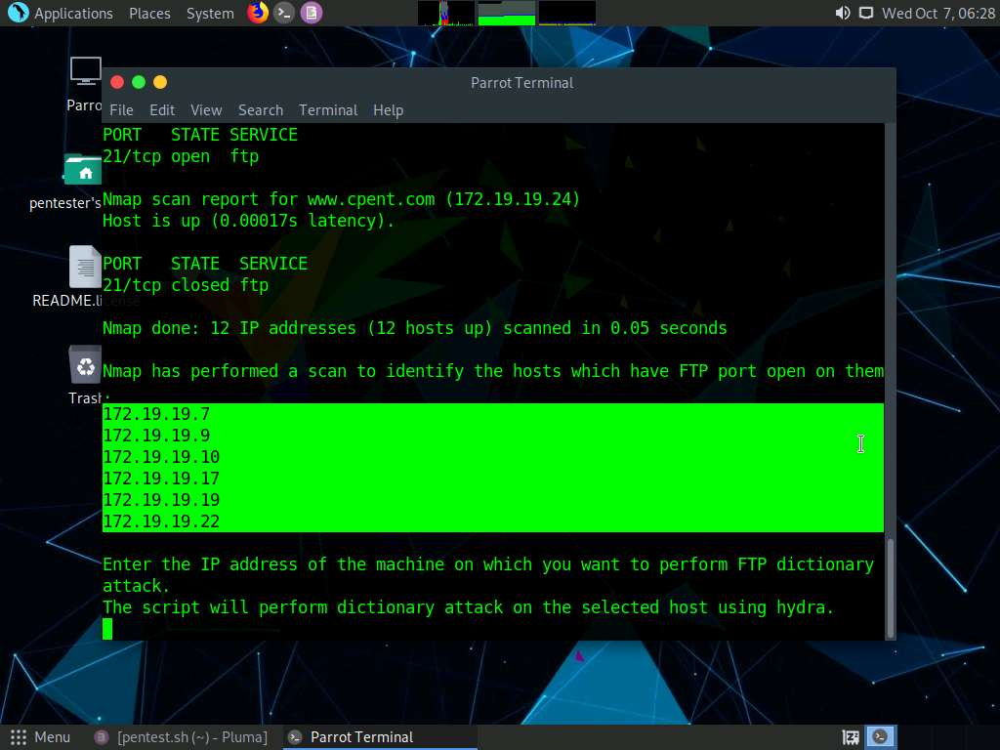 Applications Places System Wed Oct 7, 06:28
Parrot Terminal
File Edit View Search Terminal Help
Parro
pentester's
README.license
Trash
PORT   STATE SERVICE
21/tcp open  ftp
Nmap scan report for www.cpent.com (172.19.19.24)
Host is up (0.00017s latency).
PORT   STATE  SERVICE
21/tcp closed ftp
Nmap done: 12 IP addresses (12 hosts up) scanned in 0.05 seconds
Nmap has performed a scan to identify the hosts which have FTP port open on them
.
172.19.19.7
172.19.19.9
172.19.19.10
172.19.19.17
172.19.19.19
172.19.19.22
Enter the IP address of the machine on which you want to perform FTP dictionary
attack.
The script will perform dictionary attack on the selected host using hydra.
Menu [pentest.sh (~) - Pluma] Parrot Terminal